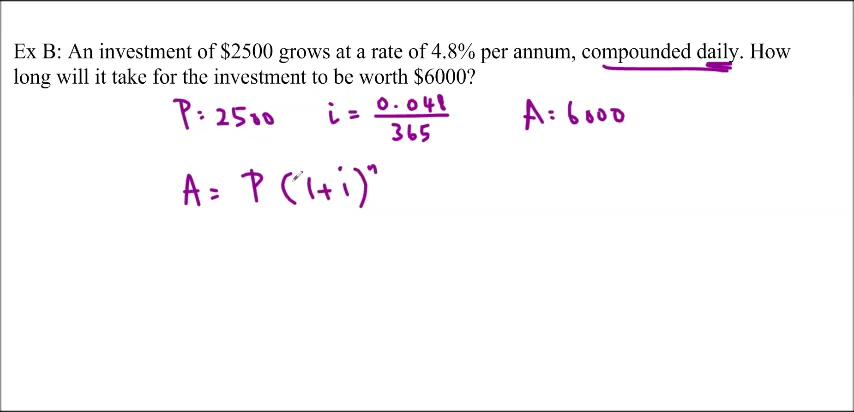 Ex B: An investment of $2500 grows at a rate of 4.8% per annum, compounded daily. How
long will it take for the investment to be worth $6000?
P: 2500 i = 0.048/365 A: 6000
A = P (1+i)^n